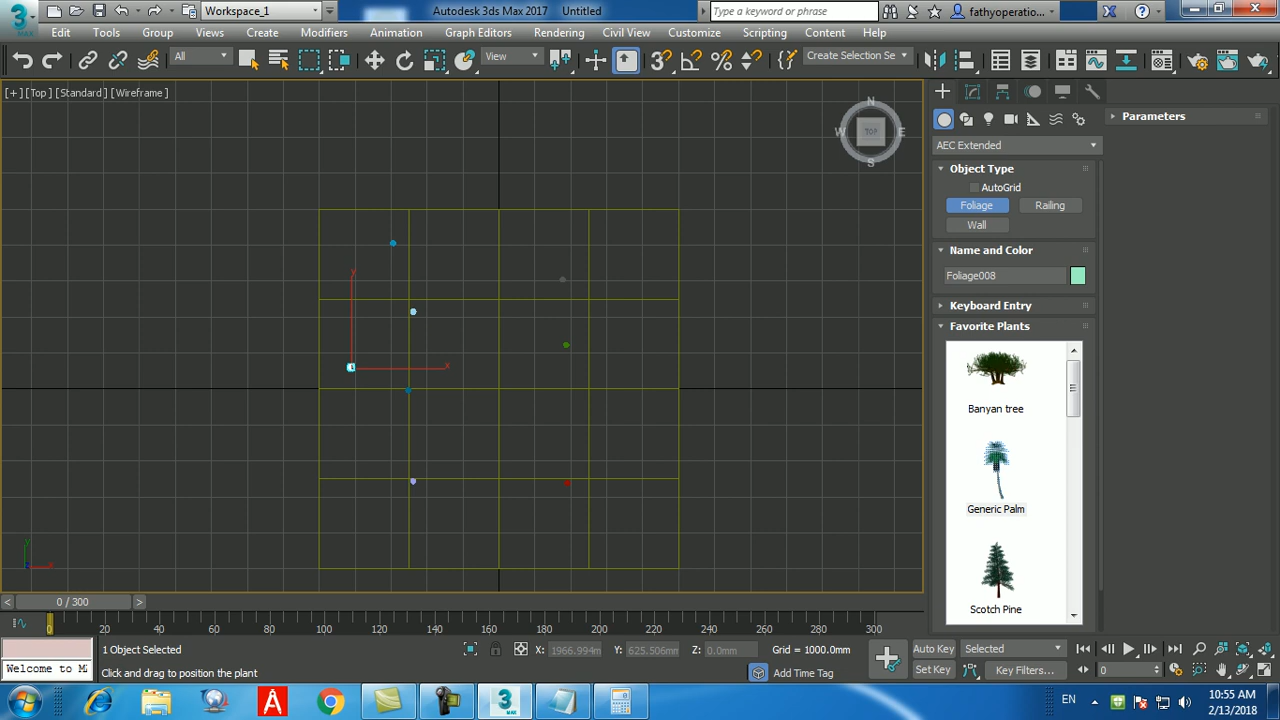 3 MAX Workspace_1 Autodesk 3ds Max 2017 Untitled Type a keyword or phrase fathyoperation...
Edit Tools Group Views Create Modifiers Animation Graph Editors Rendering Civil View Customize Scripting Content Help
All View Create Selection Se
[+] [Top] [Standard] [Wireframe]
N
W TOP E
S
Parameters
AEC Extended
Object Type
AutoGrid
Foliage Railing
Wall
Name and Color
Foliage008
Keyboard Entry
Favorite Plants
Banyan tree
Generic Palm
Scotch Pine
y
x
y
x
< 0 / 300 >
0 20 40 60 80 100 120 140 160 180 200 220 240 260 280 300
1 Object Selected X: 1966.994m Y: 625.506mm Z: 0.0mm Grid = 1000.0mm Auto Key Selected
Welcome to M Click and drag to position the plant Add Time Tag Set Key Key Filters... 0
EN 10:55 AM
2/13/2018